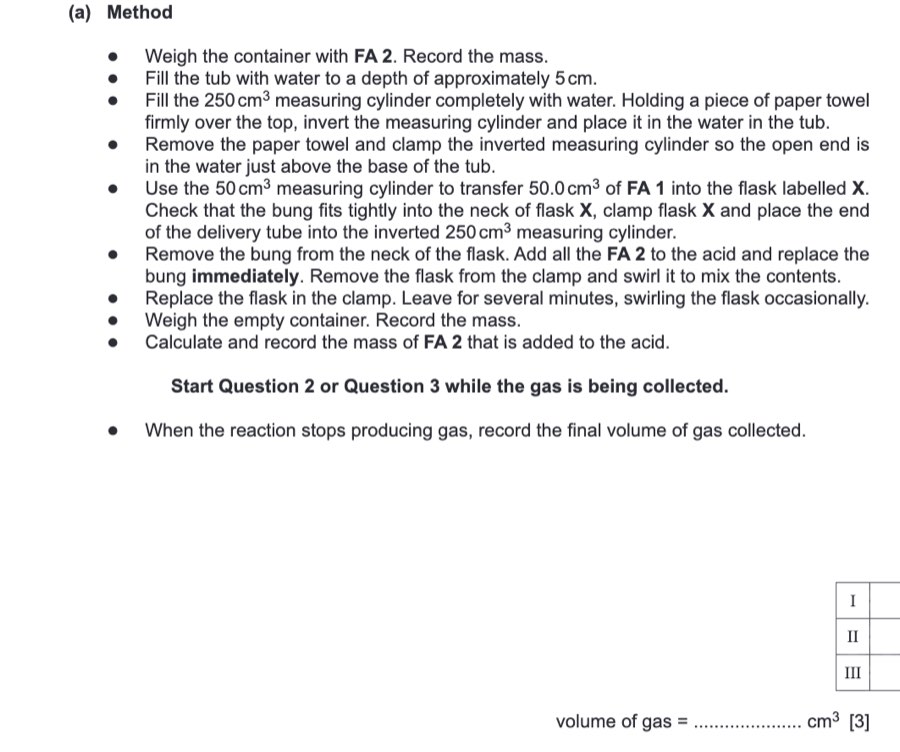 (a) Method
• Weigh the container with FA 2. Record the mass.
• Fill the tub with water to a depth of approximately 5 cm.
• Fill the 250 cm³ measuring cylinder completely with water. Holding a piece of paper towel
firmly over the top, invert the measuring cylinder and place it in the water in the tub.
• Remove the paper towel and clamp the inverted measuring cylinder so the open end is
in the water just above the base of the tub.
• Use the 50 cm³ measuring cylinder to transfer 50.0 cm³ of FA 1 into the flask labelled X.
Check that the bung fits tightly into the neck of flask X, clamp flask X and place the end
of the delivery tube into the inverted 250 cm³ measuring cylinder.
• Remove the bung from the neck of the flask. Add all the FA 2 to the acid and replace the
bung immediately. Remove the flask from the clamp and swirl it to mix the contents.
• Replace the flask in the clamp. Leave for several minutes, swirling the flask occasionally.
• Weigh the empty container. Record the mass.
• Calculate and record the mass of FA 2 that is added to the acid.
Start Question 2 or Question 3 while the gas is being collected.
• When the reaction stops producing gas, record the final volume of gas collected.
I
II
III
volume of gas = ..................... cm³ [3]